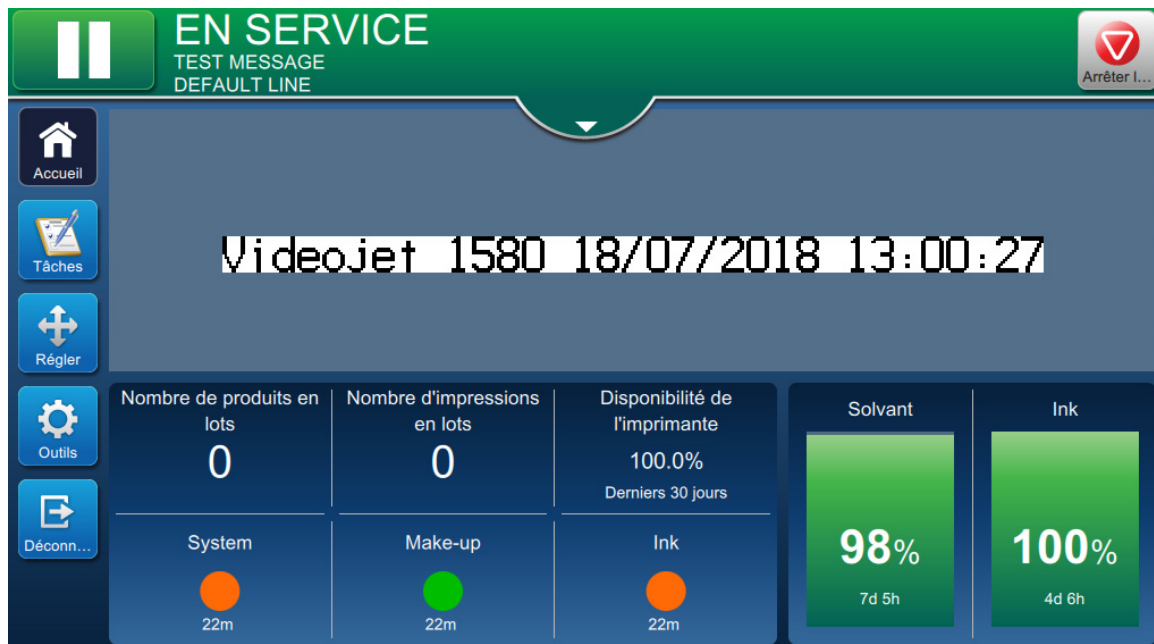 EN SERVICE
TEST MESSAGE
DEFAULT LINE
Arrêter l...
Accueil
Tâches
Régler
Outils
Déconn...
Videojet 1580 18/07/2018 13:00:27
Nombre de produits en
lots
0
Nombre d'impressions
en lots
0
Disponibilité de
l'imprimante
100.0%
Derniers 30 jours
System
22m
Make-up
22m
Ink
22m
Solvant
98%
7d 5h
Ink
100%
4d 6h